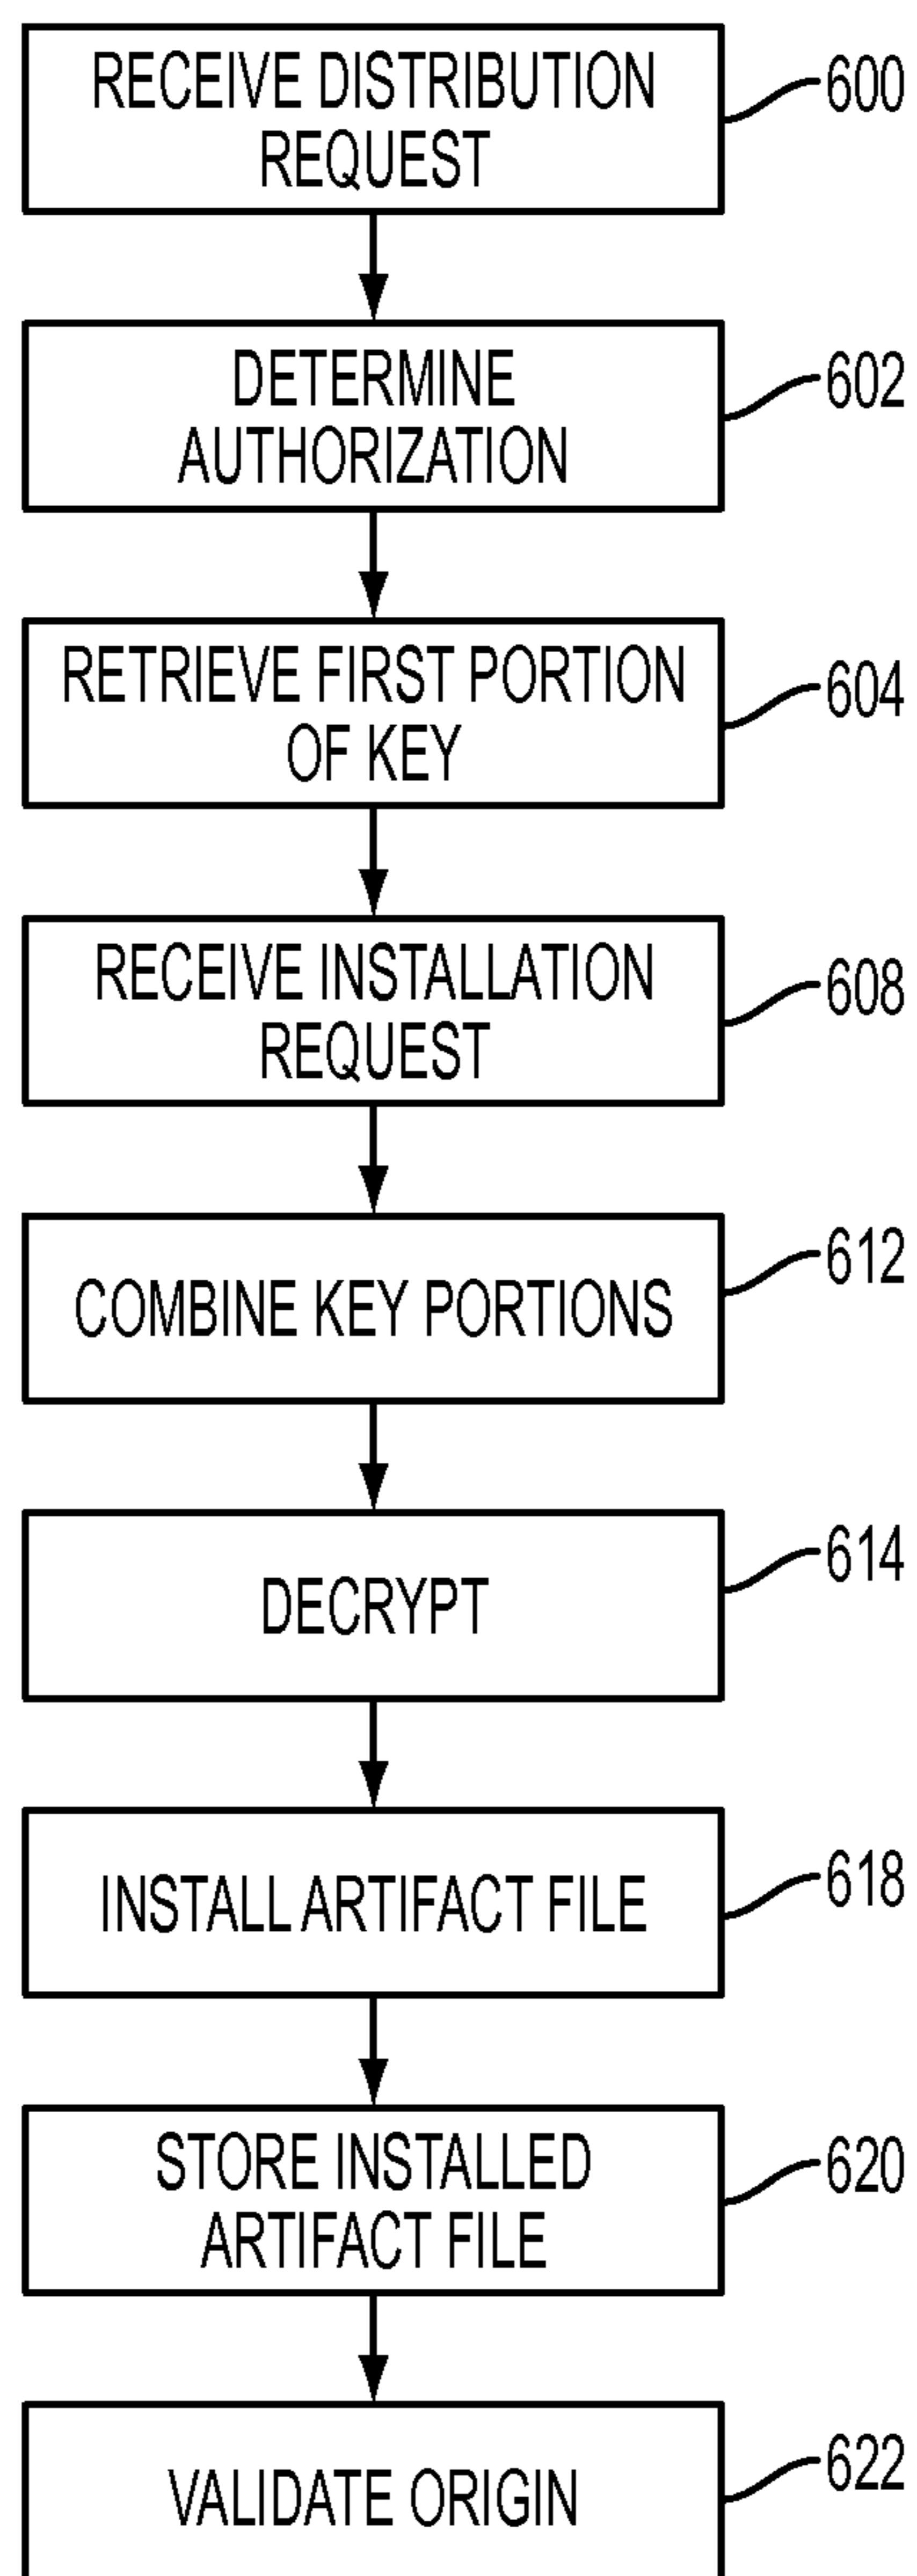 RECEIVE DISTRIBUTION
REQUEST
600
DETERMINE
AUTHORIZATION
602
RETRIEVE FIRST PORTION
OF KEY
604
RECEIVE INSTALLATION
REQUEST
608
COMBINE KEY PORTIONS
612
DECRYPT
614
INSTALL ARTIFACT FILE
618
STORE INSTALLED
ARTIFACT FILE
620
VALIDATE ORIGIN
622